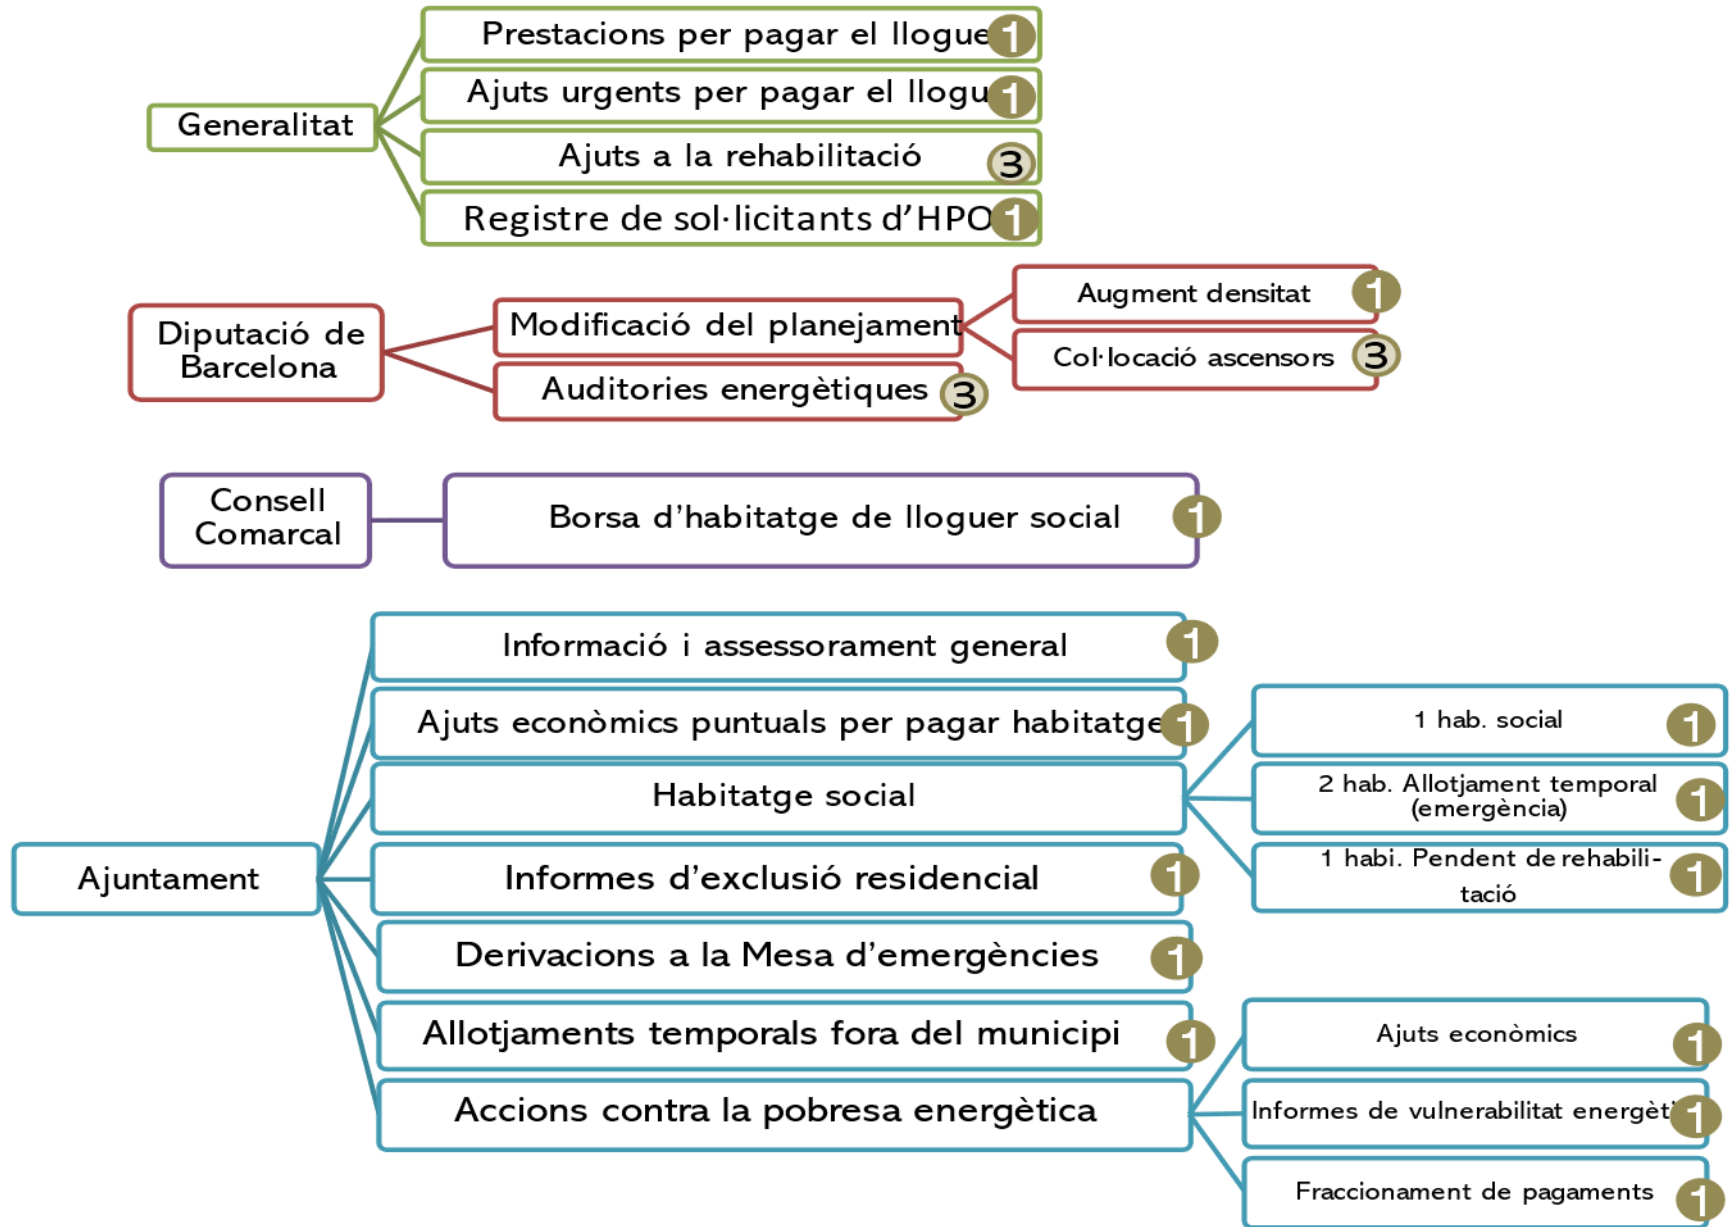 Prestacions per pagar el llogue 1
Ajuts urgents per pagar el llogu 1
Generalitat
Ajuts a la rehabilitació 3
Registre de sol·licitants d’HPO 1
Augment densitat 1
Diputació de
Barcelona
Modificació del planejament
Col·locació ascensors 3
Auditories energètiques 3
Consell
Comarcal
Borsa d’habitatge de lloguer social 1
Informació i assessorament general 1
Ajuts econòmics puntuals per pagar habitatge 1
1 hab. social 1
Habitatge social
2 hab. Allotjament temporal
(emergència) 1
Ajuntament
Informes d’exclusió residencial 1
1 habi. Pendent de rehabili-
tació 1
Derivacions a la Mesa d’emergències 1
Allotjaments temporals fora del municipi 1
Ajuts econòmics 1
Accions contra la pobresa energètica
Informes de vulnerabilitat energèt 1
Fraccionament de pagaments 1